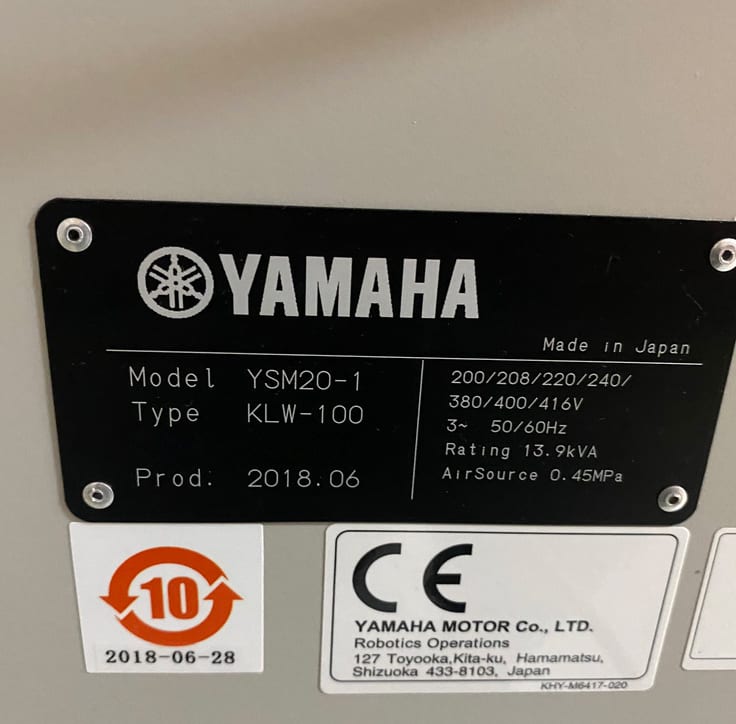 YAMAHA
Made in Japan
Model YSM20-1
Type KLW-100
Prod. 2018.06
200/208/220/240/
380/400/416V
3~ 50/60Hz
Rating 13.9kVA
AirSource 0.45MPa
10
2018-06-28
CE
YAMAHA MOTOR Co., LTD.
Robotics Operations
127 Toyooka,Kita-ku, Hamamatsu,
Shizuoka 433-8103, Japan
KHY-M6417-020